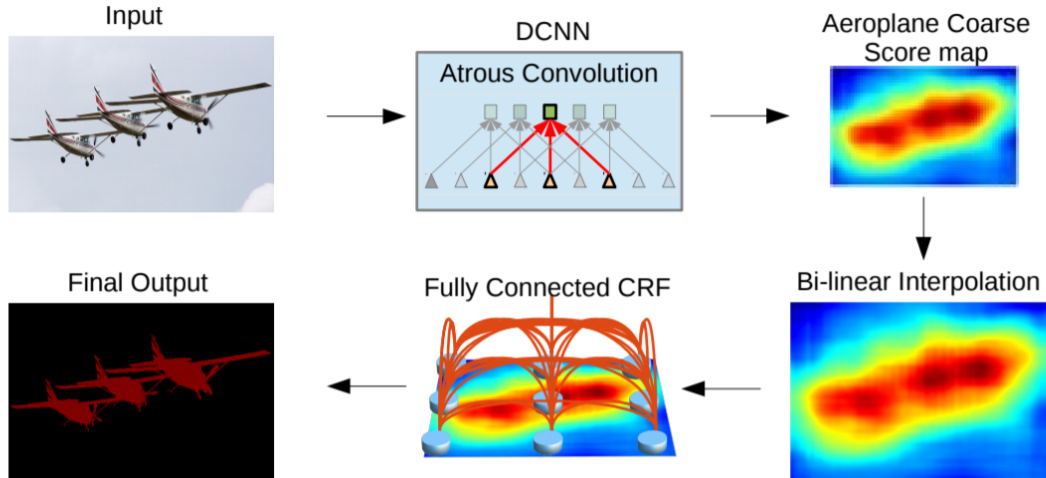 Input
DCNN
Atrous Convolution
Aeroplane Coarse
Score map
Final Output
Fully Connected CRF
Bi-linear Interpolation